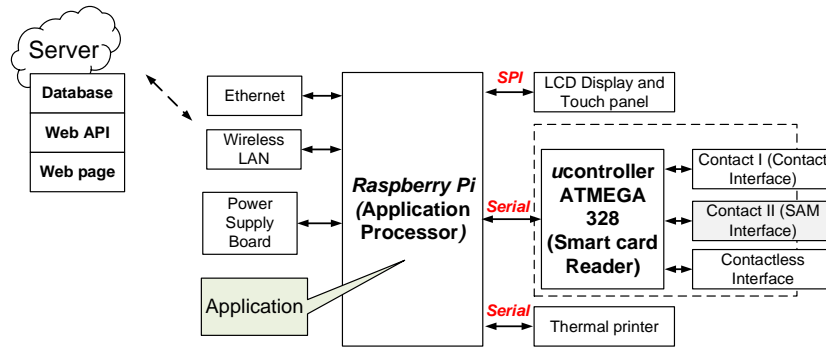 Server
Database
Web API
Web page
Ethernet
Wireless
LAN
Power
Supply
Board
Application
Raspberry Pi
(Application
Processor)
SPI
Serial
Serial
LCD Display and
Touch panel
ucontroller
ATMEGA
328
(Smart card
Reader)
Contact I (Contact
Interface)
Contact II (SAM
Interface)
Contactless
Interface
Thermal printer